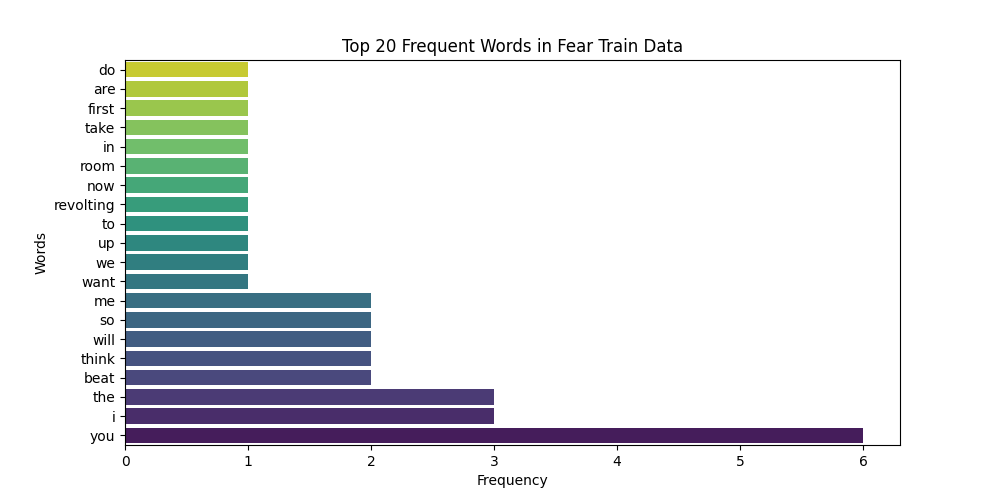 Top 20 Frequent Words in Fear Train Data
Words
do
are
first
take
in
room
now
revolting
to
up
we
want
me
so
will
think
beat
the
i
you
0 1 2 3 4 5 6
Frequency